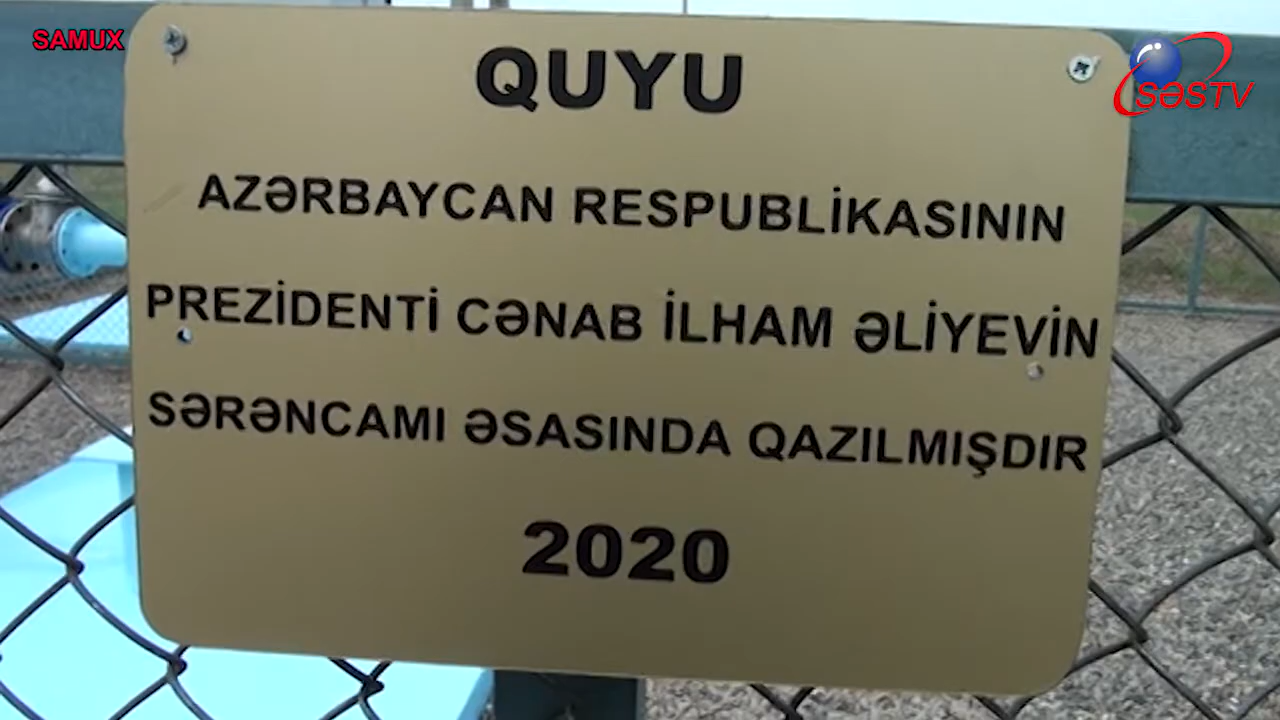 SAMUX
SƏSTV
QUYU
AZƏRBAYCAN RESPUBLİKASININ
PREZİDENTİ CƏNAB İLHAM ƏLİYEVİN
SƏRƏNCAMI ƏSASINDA QAZILMIŞDIR
2020